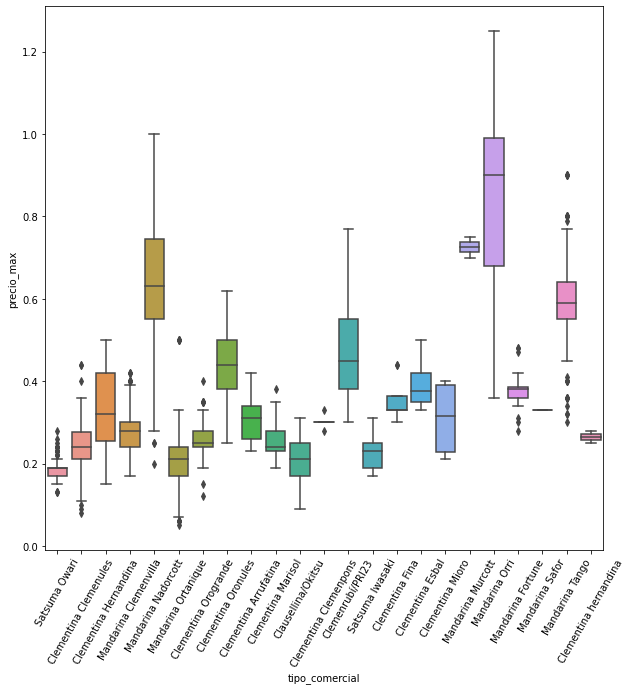 1.2
1.0
0.8
0.6
0.4
0.2
0.0
precio_max
Satsuma Owari
Clementina Clemenules
Clementina Hernandina
Mandarina Clemenvilla
Mandarina Nadorcott
Mandarina Ortanique
Clementina Orogrande
Clementina Oronules
Clementina Arrufatina
Clementina Marisol
Clausellina/Okitsu
Clementina Clemenpons
Clemenrubi/PRI23
Satsuma Iwasaki
Clementina Fina
Clementina Esbal
Clementina Mioro
Mandarina Murcott
Mandarina Orri
Mandarina Fortune
Mandarina Safor
Mandarina Tango
Clementina hernandina
tipo_comercial